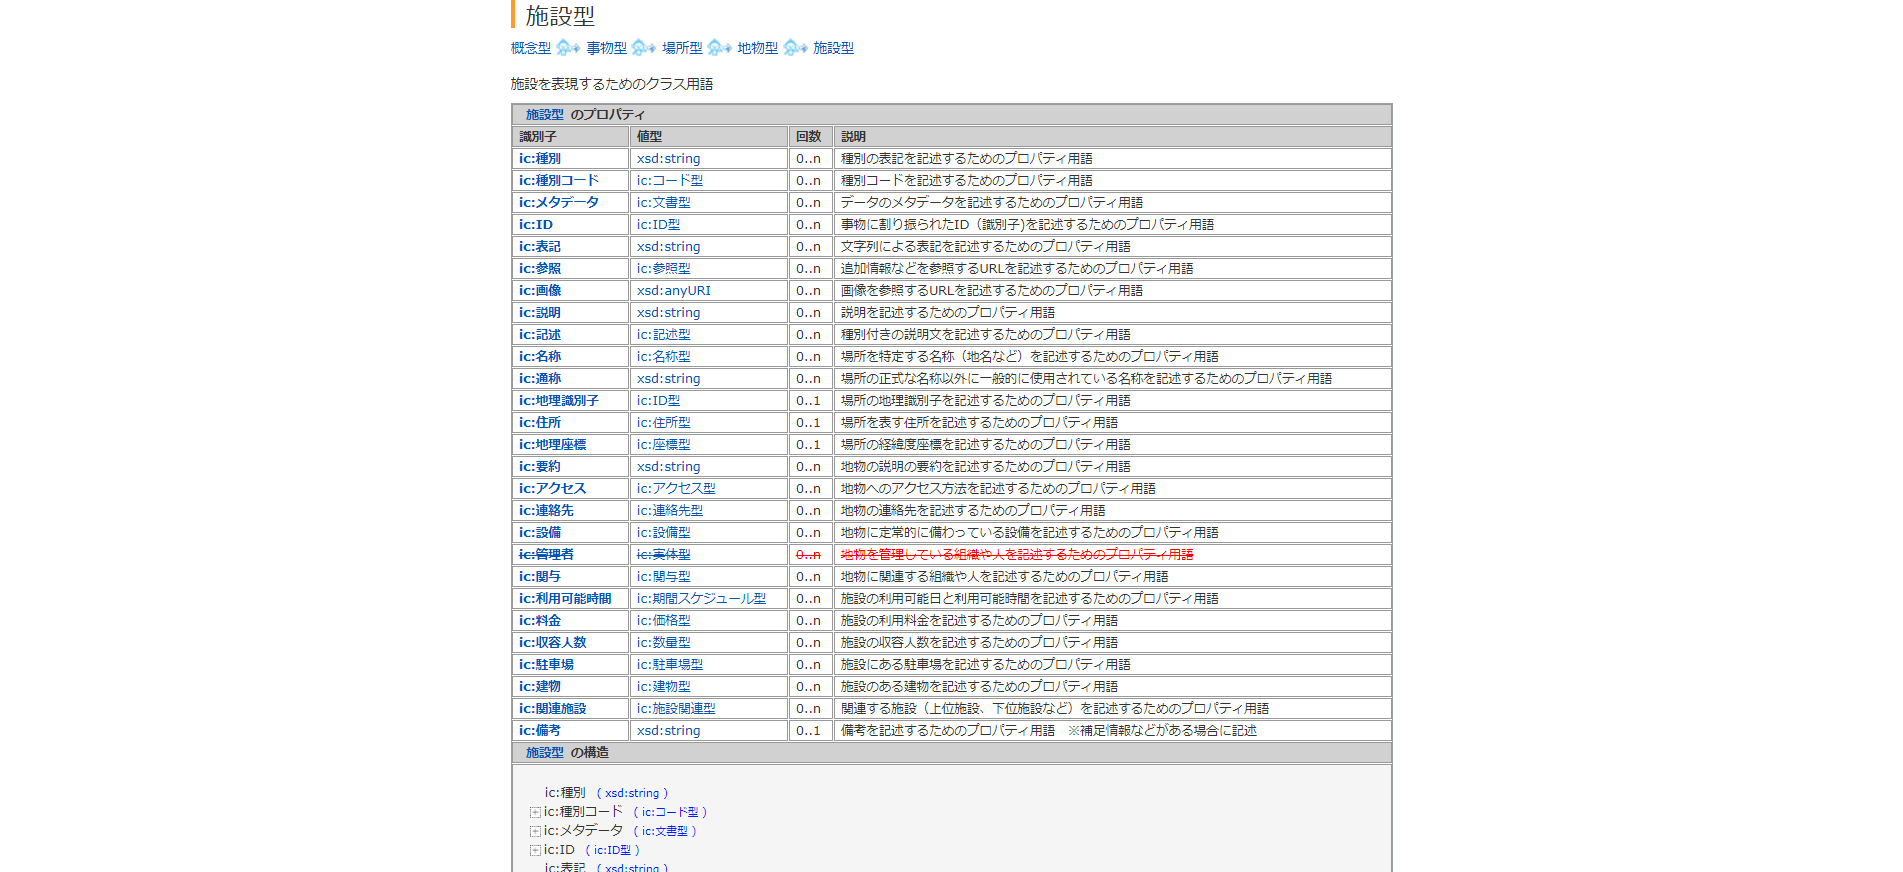 施設型
概念型 事物型 場所型 地物型 施設型
施設を表現するためのクラス用語
施設型 のプロパティ
識別子 値型 回数 説明
ic:種別 xsd:string 0..n 種別の表記を記述するためのプロパティ用語
ic:種別コード ic:コード型 0..n 種別コードを記述するためのプロパティ用語
ic:メタデータ ic:文書型 0..n データのメタデータを記述するためのプロパティ用語
ic:ID ic:ID型 0..n 事物に割り振られたID（識別子)を記述するためのプロパティ用語
ic:表記 xsd:string 0..n 文字列による表記を記述するためのプロパティ用語
ic:参照 ic:参照型 0..n 追加情報などを参照するURLを記述するためのプロパティ用語
ic:画像 xsd:anyURI 0..n 画像を参照するURLを記述するためのプロパティ用語
ic:説明 xsd:string 0..n 説明を記述するためのプロパティ用語
ic:記述 ic:記述型 0..n 種別付きの説明文を記述するためのプロパティ用語
ic:名称 ic:名称型 0..n 場所を特定する名称（地名など）を記述するためのプロパティ用語
ic:通称 xsd:string 0..n 場所の正式な名称以外に一般的に使用されている名称を記述するためのプロパティ用語
ic:地理識別子 ic:ID型 0..1 場所の地理識別子を記述するためのプロパティ用語
ic:住所 ic:住所型 0..1 場所を表す住所を記述するためのプロパティ用語
ic:地理座標 ic:座標型 0..1 場所の経緯度座標を記述するためのプロパティ用語
ic:要約 xsd:string 0..n 地物の説明の要約を記述するためのプロパティ用語
ic:アクセス ic:アクセス型 0..n 地物へのアクセス方法を記述するためのプロパティ用語
ic:連絡先 ic:連絡先型 0..n 地物の連絡先を記述するためのプロパティ用語
ic:設備 ic:設備型 0..n 地物に定常的に備わっている設備を記述するためのプロパティ用語
ic:管理者 ic:実体型 0..n 地物を管理している組織や人を記述するためのプロパティ用語
ic:関与 ic:関与型 0..n 地物に関連する組織や人を記述するためのプロパティ用語
ic:利用可能時間 ic:期間スケジュール型 0..n 施設の利用可能日と利用可能時間を記述するためのプロパティ用語
ic:料金 ic:価格型 0..n 施設の利用料金を記述するためのプロパティ用語
ic:収容人数 ic:数量型 0..n 施設の収容人数を記述するためのプロパティ用語
ic:駐車場 ic:駐車場型 0..n 施設にある駐車場を記述するためのプロパティ用語
ic:建物 ic:建物型 0..n 施設のある建物を記述するためのプロパティ用語
ic:関連施設 ic:施設関連型 0..n 関連する施設（上位施設、下位施設など）を記述するためのプロパティ用語
ic:備考 xsd:string 0..1 備考を記述するためのプロパティ用語　※補足情報などがある場合に記述
施設型 の構造
ic:種別 ( xsd:string )
ic:種別コード ( ic:コード型 )
ic:メタデータ ( ic:文書型 )
ic:ID ( ic:ID型 )
ic:表記 ( xsd:string )